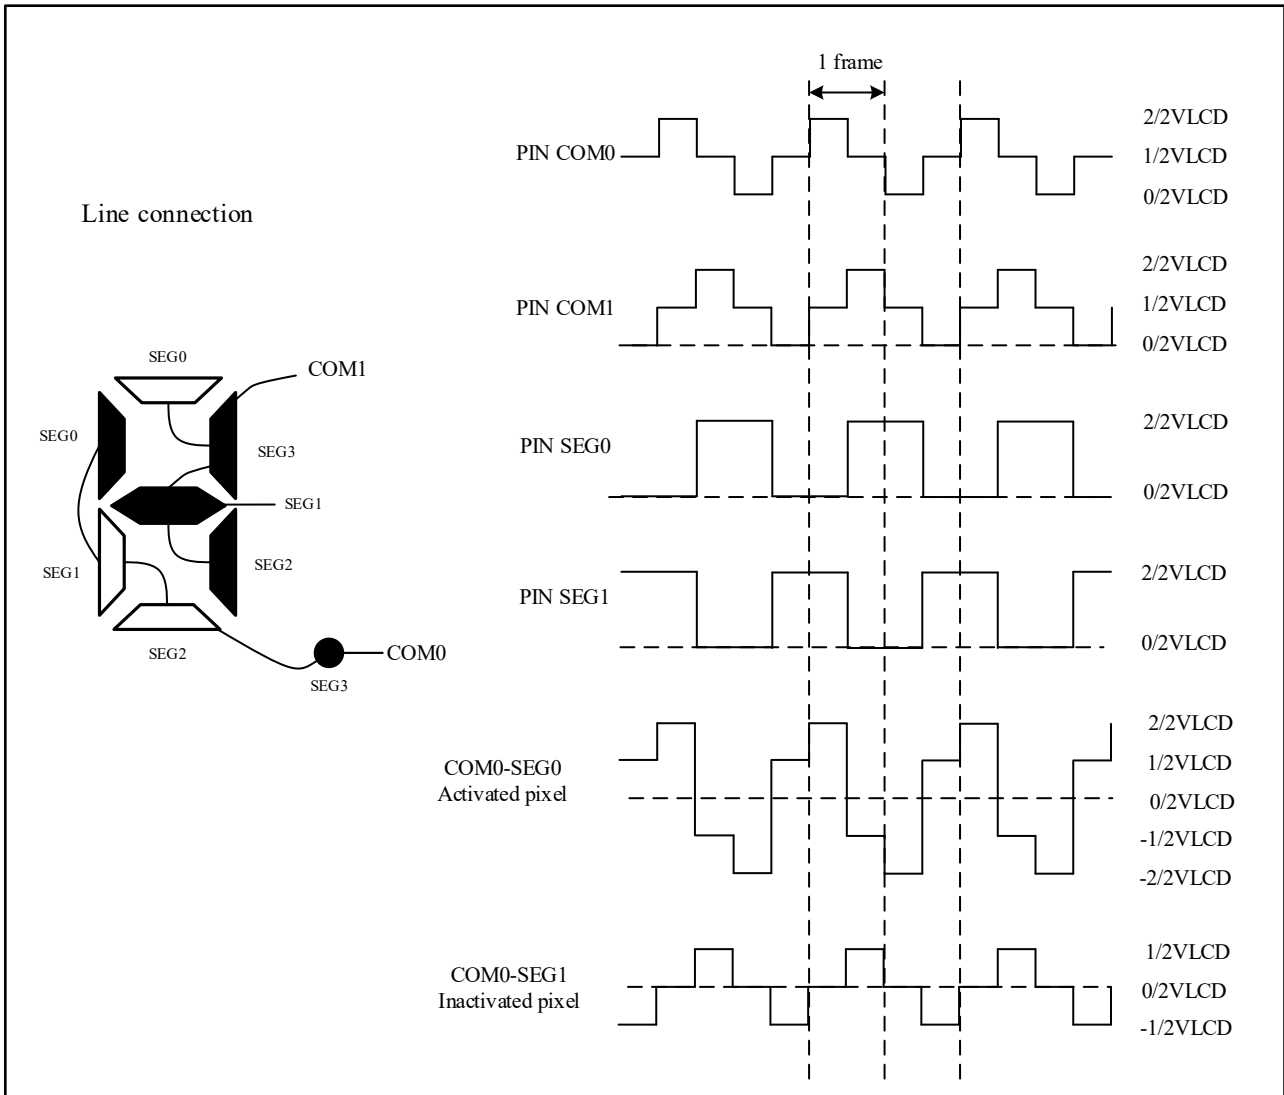 1 frame
PIN COM0
2/2VLCD
1/2VLCD
0/2VLCD
Line connection
PIN COM1
2/2VLCD
1/2VLCD
0/2VLCD
SEG0
COM1
SEG0
SEG3
SEG1
SEG1
SEG2
SEG2
COM0
SEG3
PIN SEG0
2/2VLCD
0/2VLCD
PIN SEG1
2/2VLCD
0/2VLCD
COM0-SEG0
Activated pixel
2/2VLCD
1/2VLCD
0/2VLCD
-1/2VLCD
-2/2VLCD
COM0-SEG1
Inactivated pixel
1/2VLCD
0/2VLCD
-1/2VLCD